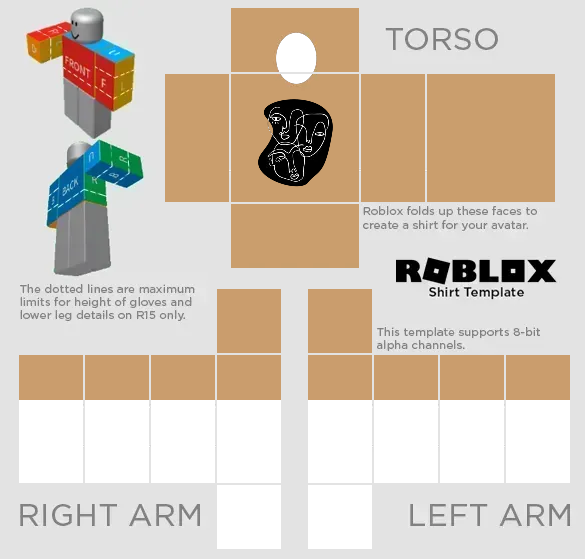 TORSO
FRONT
F
L
U
BACK
R
B
Roblox folds up these faces to
create a shirt for your avatar.
ROBLOX
Shirt Template
The dotted lines are maximum
limits for height of gloves and
lower leg details on R15 only.
This template supports 8-bit
alpha channels.
RIGHT ARM
LEFT ARM